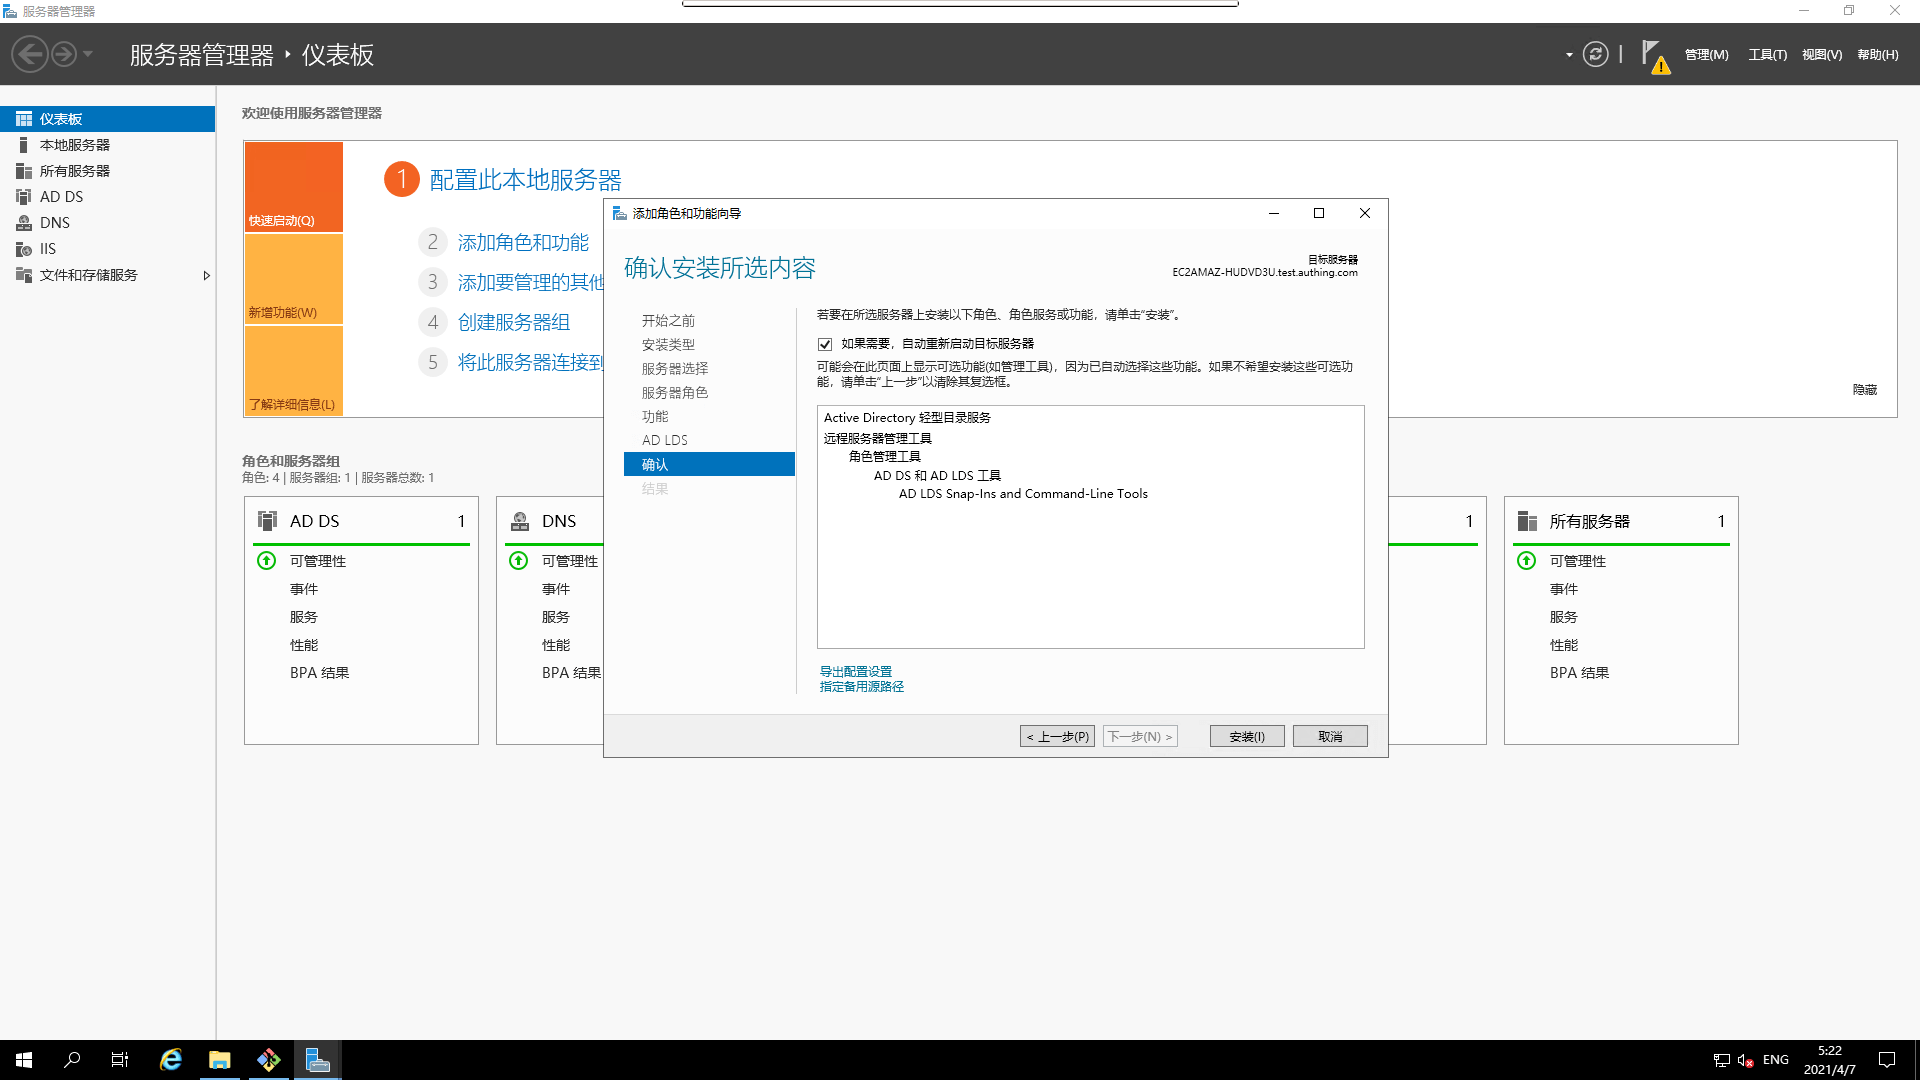 服务器管理器
服务器管理器 ‣ 仪表板
管理(M) 工具(T) 视图(V) 帮助(H)
仪表板
本地服务器
所有服务器
AD DS
DNS
IIS
文件和存储服务
欢迎使用服务器管理器
快速启动(Q)
新增功能(W)
了解详细信息(L)
1 配置此本地服务器
2 添加角色和功能
3 添加要管理的其他
4 创建服务器组
5 将此服务器连接到
隐藏
角色和服务器组
角色: 4 | 服务器组: 1 | 服务器总数: 1
AD DS 1
可管理性
事件
服务
性能
BPA 结果
DNS
可管理性
事件
服务
性能
BPA 结果
1
所有服务器 1
可管理性
事件
服务
性能
BPA 结果
添加角色和功能向导
确认安装所选内容
目标服务器
EC2AMAZ-HUDVD3U.test.authing.com
开始之前
安装类型
服务器选择
服务器角色
功能
AD LDS
确认
结果
若要在所选服务器上安装以下角色、角色服务或功能，请单击“安装”。
如果需要，自动重新启动目标服务器
可能会在此页面上显示可选功能(如管理工具)，因为已自动选择这些功能。如果不希望安装这些可选功
能，请单击“上一步”以清除其复选框。
Active Directory 轻型目录服务
远程服务器管理工具
角色管理工具
AD DS 和 AD LDS 工具
AD LDS Snap-Ins and Command-Line Tools
导出配置设置
指定备用源路径
< 上一步(P) 下一步(N) > 安装(I) 取消
ENG
5:22
2021/4/7